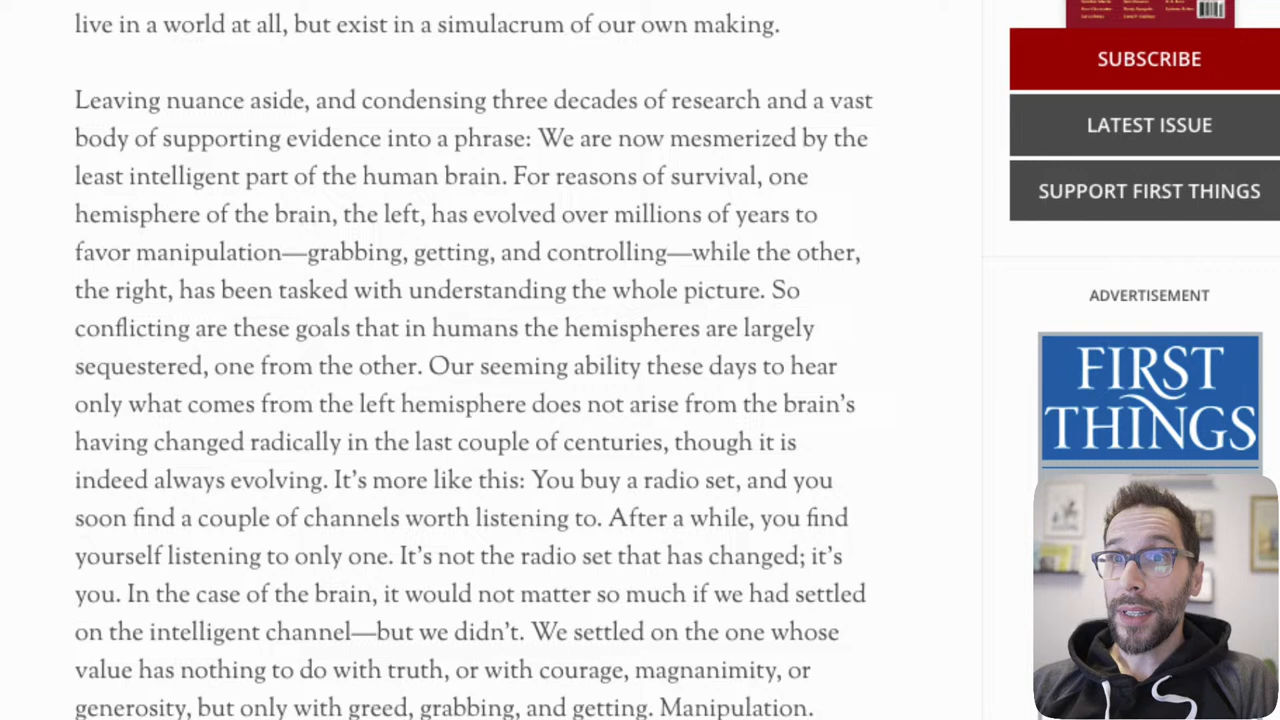 live in a world at all, but exist in a simulacrum of our own making.
Leaving nuance aside, and condensing three decades of research and a vast
body of supporting evidence into a phrase: We are now mesmerized by the
least intelligent part of the human brain. For reasons of survival, one
hemisphere of the brain, the left, has evolved over millions of years to
favor manipulation—grabbing, getting, and controlling—while the other,
the right, has been tasked with understanding the whole picture. So
conflicting are these goals that in humans the hemispheres are largely
sequestered, one from the other. Our seeming ability these days to hear
only what comes from the left hemisphere does not arise from the brain’s
having changed radically in the last couple of centuries, though it is
indeed always evolving. It’s more like this: You buy a radio set, and you
soon find a couple of channels worth listening to. After a while, you find
yourself listening to only one. It’s not the radio set that has changed; it’s
you. In the case of the brain, it would not matter so much if we had settled
on the intelligent channel—but we didn’t. We settled on the one whose
value has nothing to do with truth, or with courage, magnanimity, or
generosity, but only with greed, grabbing, and getting. Manipulation.
SUBSCRIBE
LATEST ISSUE
SUPPORT FIRST THINGS
ADVERTISEMENT
FIRST
THINGS